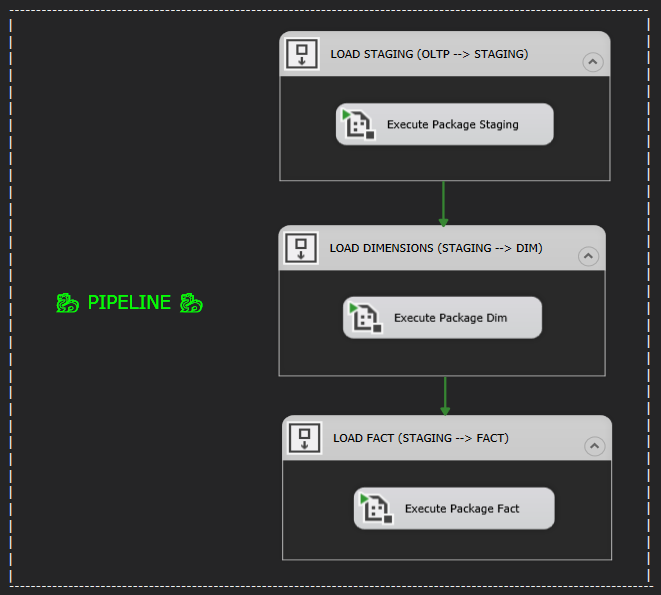 LOAD STAGING (OLTP --> STAGING)
Execute Package Staging
LOAD DIMENSIONS (STAGING --> DIM)
🐉 PIPELINE 🐉
Execute Package Dim
LOAD FACT (STAGING --> FACT)
Execute Package Fact